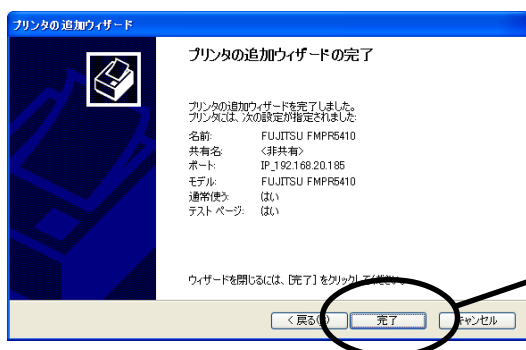 プリンタの追加ウィザード
プリンタの追加ウィザードの完了
プリンタの追加ウィザードを完了しました。
プリンタには、次の設定が指定されました:
名前: FUJITSU FMPR5410
共有名: <非共有>
ポート: IP_192.168.20.185
モデル: FUJITSU FMPR5410
通常使う: はい
テスト ページ: はい
ウィザードを閉じるには、[完了] をクリックしてください。
< 戻る 完了 キャンセル